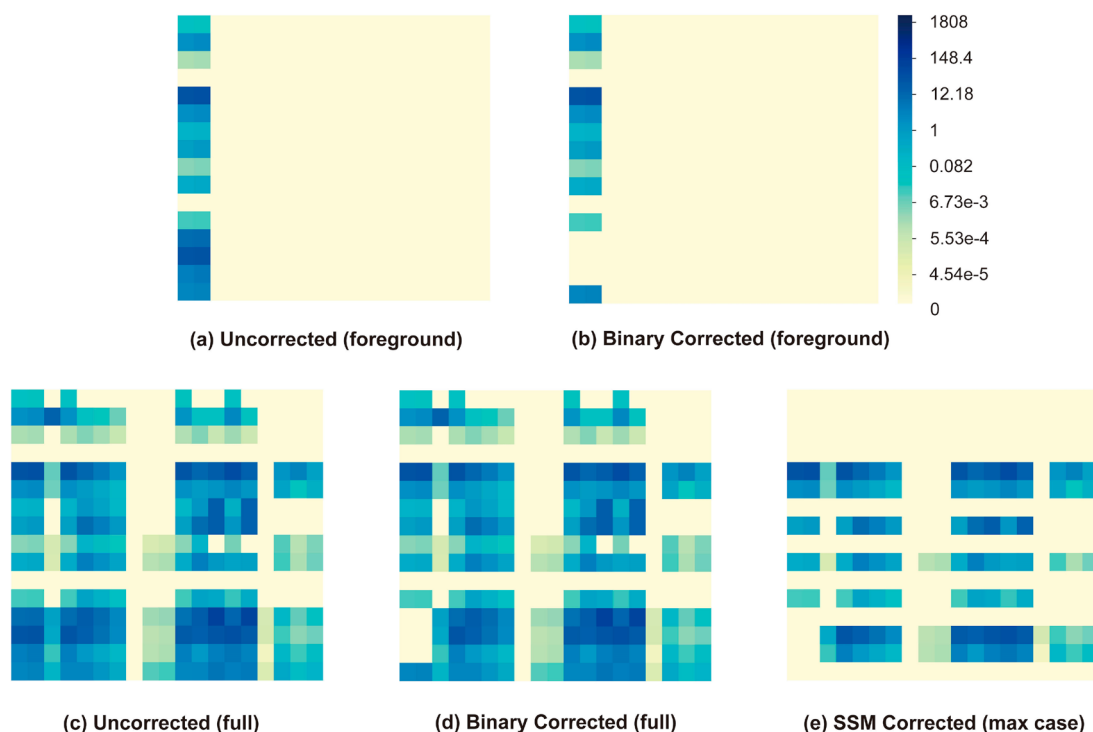 1808
148.4
12.18
1
0.082
6.73e-3
5.53e-4
4.54e-5
0
(a) Uncorrected (foreground)
(b) Binary Corrected (foreground)
(c) Uncorrected (full)
(d) Binary Corrected (full)
(e) SSM Corrected (max case)